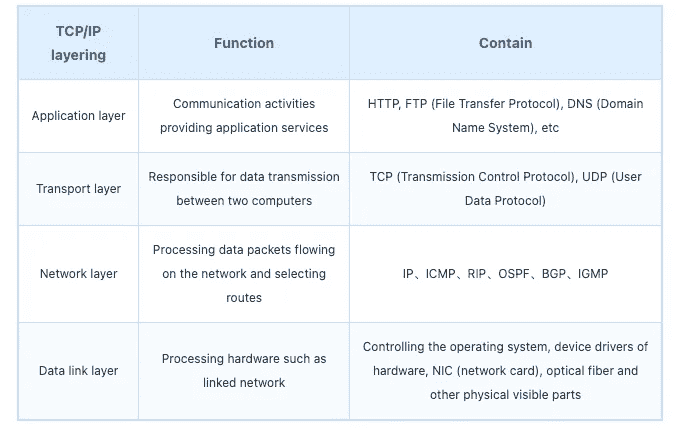 TCP/IP
layering
Function
Contain
Application layer
Communication activities
providing application services
HTTP, FTP (File Transfer Protocol), DNS (Domain
Name System), etc
Transport layer
Responsible for data transmission
between two computers
TCP (Transmission Control Protocol), UDP (User
Data Protocol)
Network layer
Processing data packets flowing
on the network and selecting
routes
IP、ICMP、RIP、OSPF、BGP、IGMP
Data link layer
Processing hardware such as
linked network
Controlling the operating system, device drivers of
hardware, NIC (network card), optical fiber and
other physical visible parts